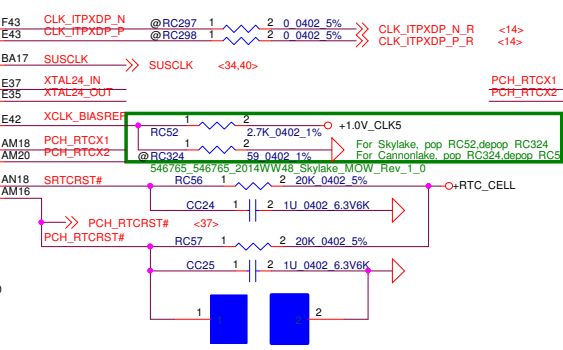 F43 CLK_ITPXDP_N @RC297 1 2 0_0402_5% CLK_ITPXDP_N_R <14>
E43 CLK_ITPXDP_P @RC298 1 2 0_0402_5% CLK_ITPXDP_P_R <14>
BA17 SUSCLK SUSCLK <34,40>
E37 XTAL24_IN PCH_RTCX1
E35 XTAL24_OUT PCH_RTCX2
E42 XCLK_BIASREF RC52 1 2 2.7K_0402_1% +1.0V_CLK5
AM18 PCH_RTCX1 For Skylake, pop RC52,depop RC324
AM20 PCH_RTCX2 @RC324 1 2 59_0402_1% For Cannonlake, pop RC324,depop RC5
546765_546765_2014WW48_Skylake_MOW_Rev_1_0
AN18 SRTCRST# RC56 1 2 20K_0402_5% +RTC_CELL
AM16
CC24 1 2 1U_0402_6.3V6K
PCH_RTCRST# <37>
PCH_RTCRST# RC57 1 2 20K_0402_5%
CC25 1 2 1U_0402_6.3V6K
1 1 2 2